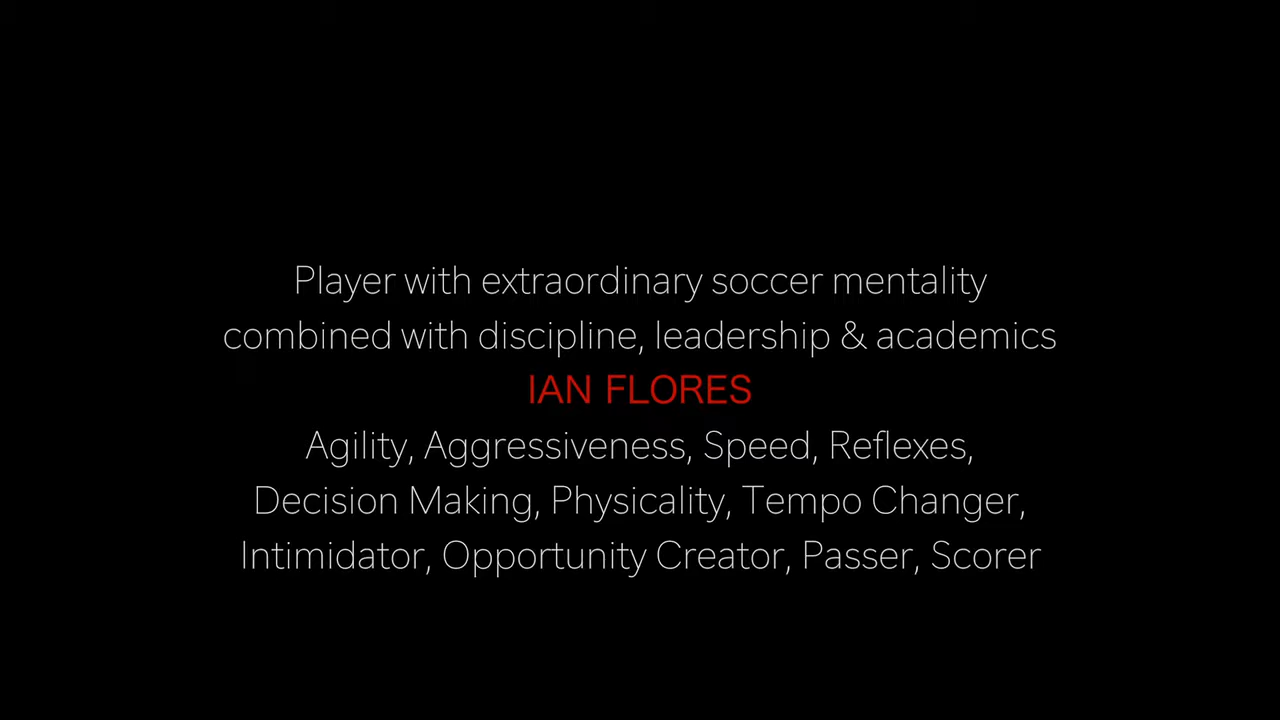 Player with extraordinary soccer mentality
combined with discipline, leadership & academics
IAN FLORES
Agility, Aggressiveness, Speed, Reflexes,
Decision Making, Physicality, Tempo Changer,
Intimidator, Opportunity Creator, Passer, Scorer